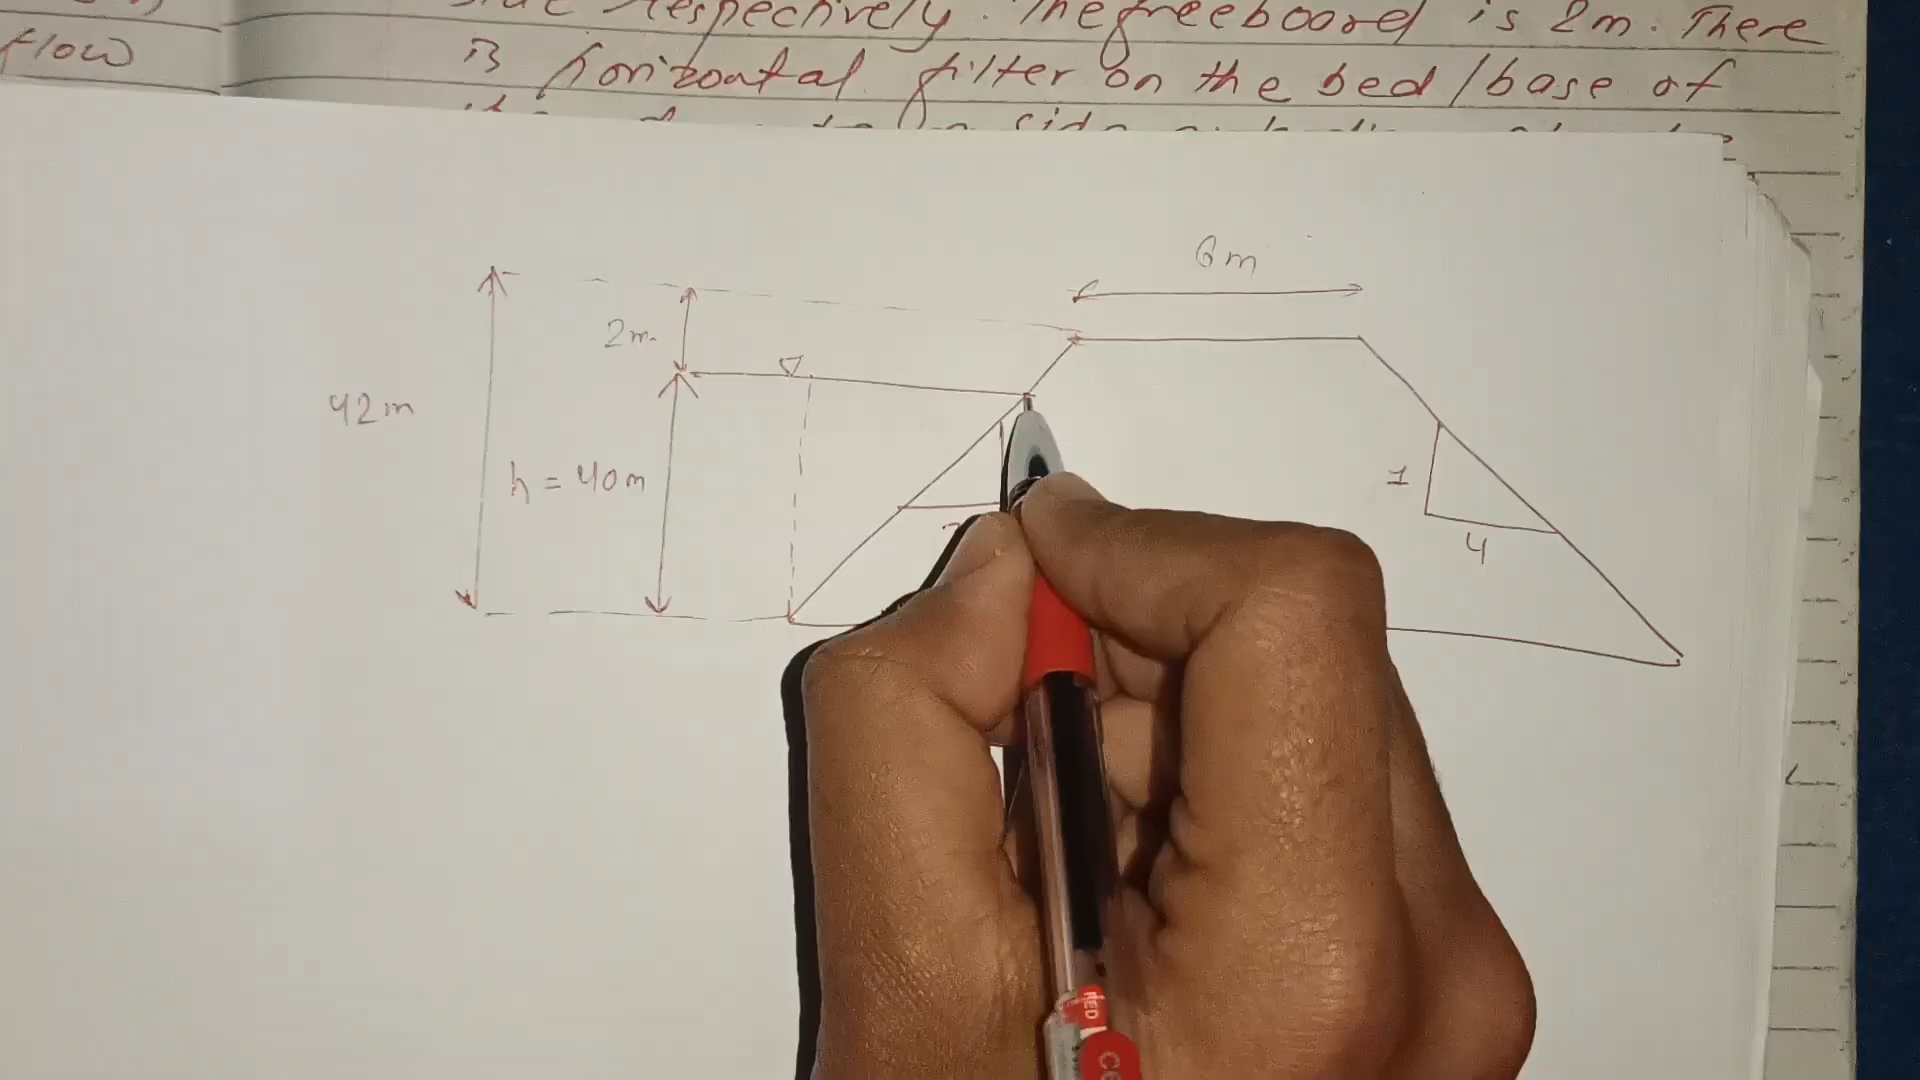 respectively. The freeboard is 2m. There
flow
is horizontal filter on the bed/base of
6m
2m.
42m
h = 40m
1
4
RED